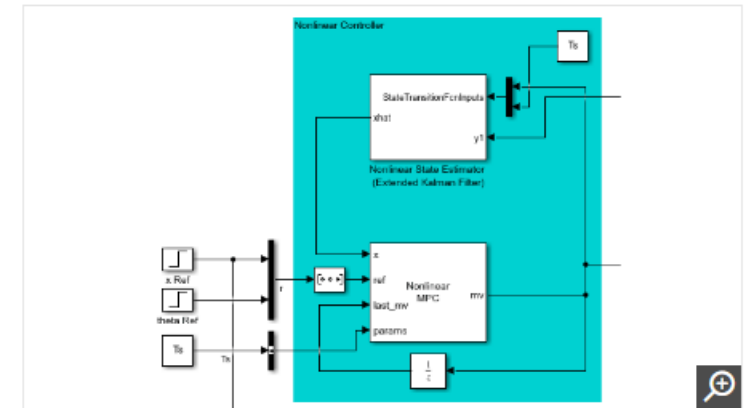 Nonlinear Controller
Ts
StateTransitionFcnInputs
xhat
y1
Nonlinear State Estimator
(Extended Kalman Filter)
x Ref
theta Ref
Ts
Ts
r
x
ref
last_mv
params
Nonlinear
MPC
mv
1
z